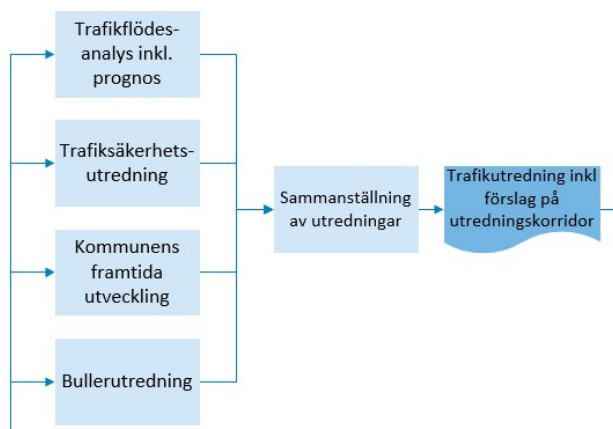 Trafikflödes-
analys inkl.
prognos
Trafiksäkerhets-
utredning
Kommunens
framtida
utveckling
Bullerutredning
Sammanställning
av utredningar
Trafikutredning inkl
förslag på
utredningskorridor